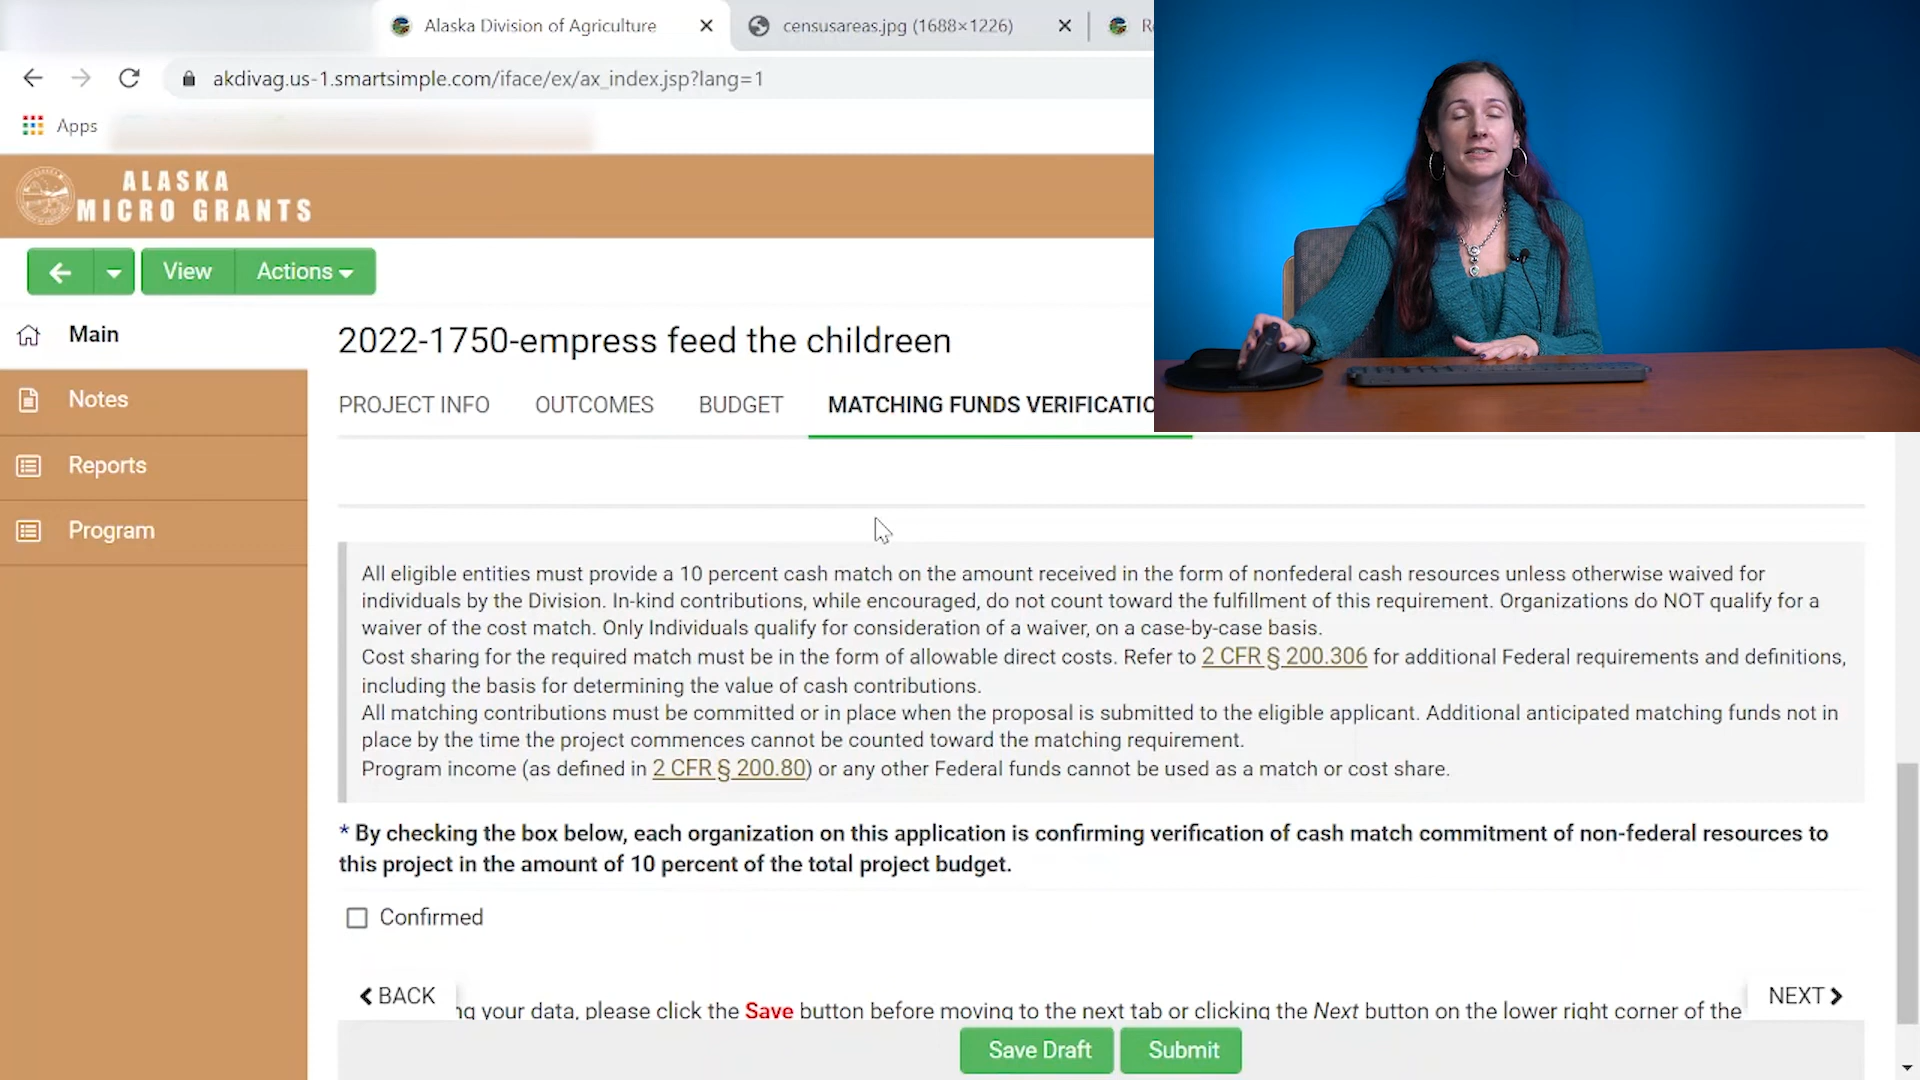 Alaska Division of Agriculture
censusareas.jpg (1688×1226)
akdivag.us-1.smartsimple.com/iface/ex/ax_index.jsp?lang=1
Apps
ALASKA
MICRO GRANTS
View
Actions
Main
Notes
Reports
Program
2022-1750-empress feed the childreen
PROJECT INFO
OUTCOMES
BUDGET
MATCHING FUNDS VERIFICATIO
All eligible entities must provide a 10 percent cash match on the amount received in the form of nonfederal cash resources unless otherwise waived for
individuals by the Division. In-kind contributions, while encouraged, do not count toward the fulfillment of this requirement. Organizations do NOT qualify for a
waiver of the cost match. Only Individuals qualify for consideration of a waiver, on a case-by-case basis.
Cost sharing for the required match must be in the form of allowable direct costs. Refer to 2 CFR § 200.306 for additional Federal requirements and definitions,
including the basis for determining the value of cash contributions.
All matching contributions must be committed or in place when the proposal is submitted to the eligible applicant. Additional anticipated matching funds not in
place by the time the project commences cannot be counted toward the matching requirement.
Program income (as defined in 2 CFR § 200.80) or any other Federal funds cannot be used as a match or cost share.
* By checking the box below, each organization on this application is confirming verification of cash match commitment of non-federal resources to
this project in the amount of 10 percent of the total project budget.
Confirmed
BACK
NEXT
ng your data, please click the Save button before moving to the next tab or clicking the Next button on the lower right corner of the
Save Draft
Submit